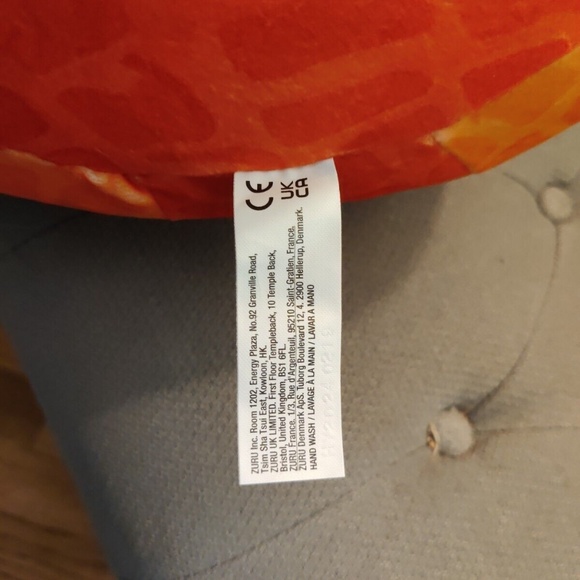 CE
UK
CA
ZURU Inc. Room 1202, Energy Plaza, No.92 Granville Road,
Tsim Sha Tsui East, Kowloon, HK.
ZURU UK LIMITED. First Floor Templeback, 10 Temple Back,
Bristol, United Kingdom, BS1 6FL.
ZURU France. 1/3, Rue d'Argenteuil, 95210 Saint-Gratien, France.
ZURU Denmark ApS. Tuborg Boulevard 12, 4. 2900 Hellerup, Denmark.
HAND WASH / LAVAGE À LA MAIN / LAVAR A MANO